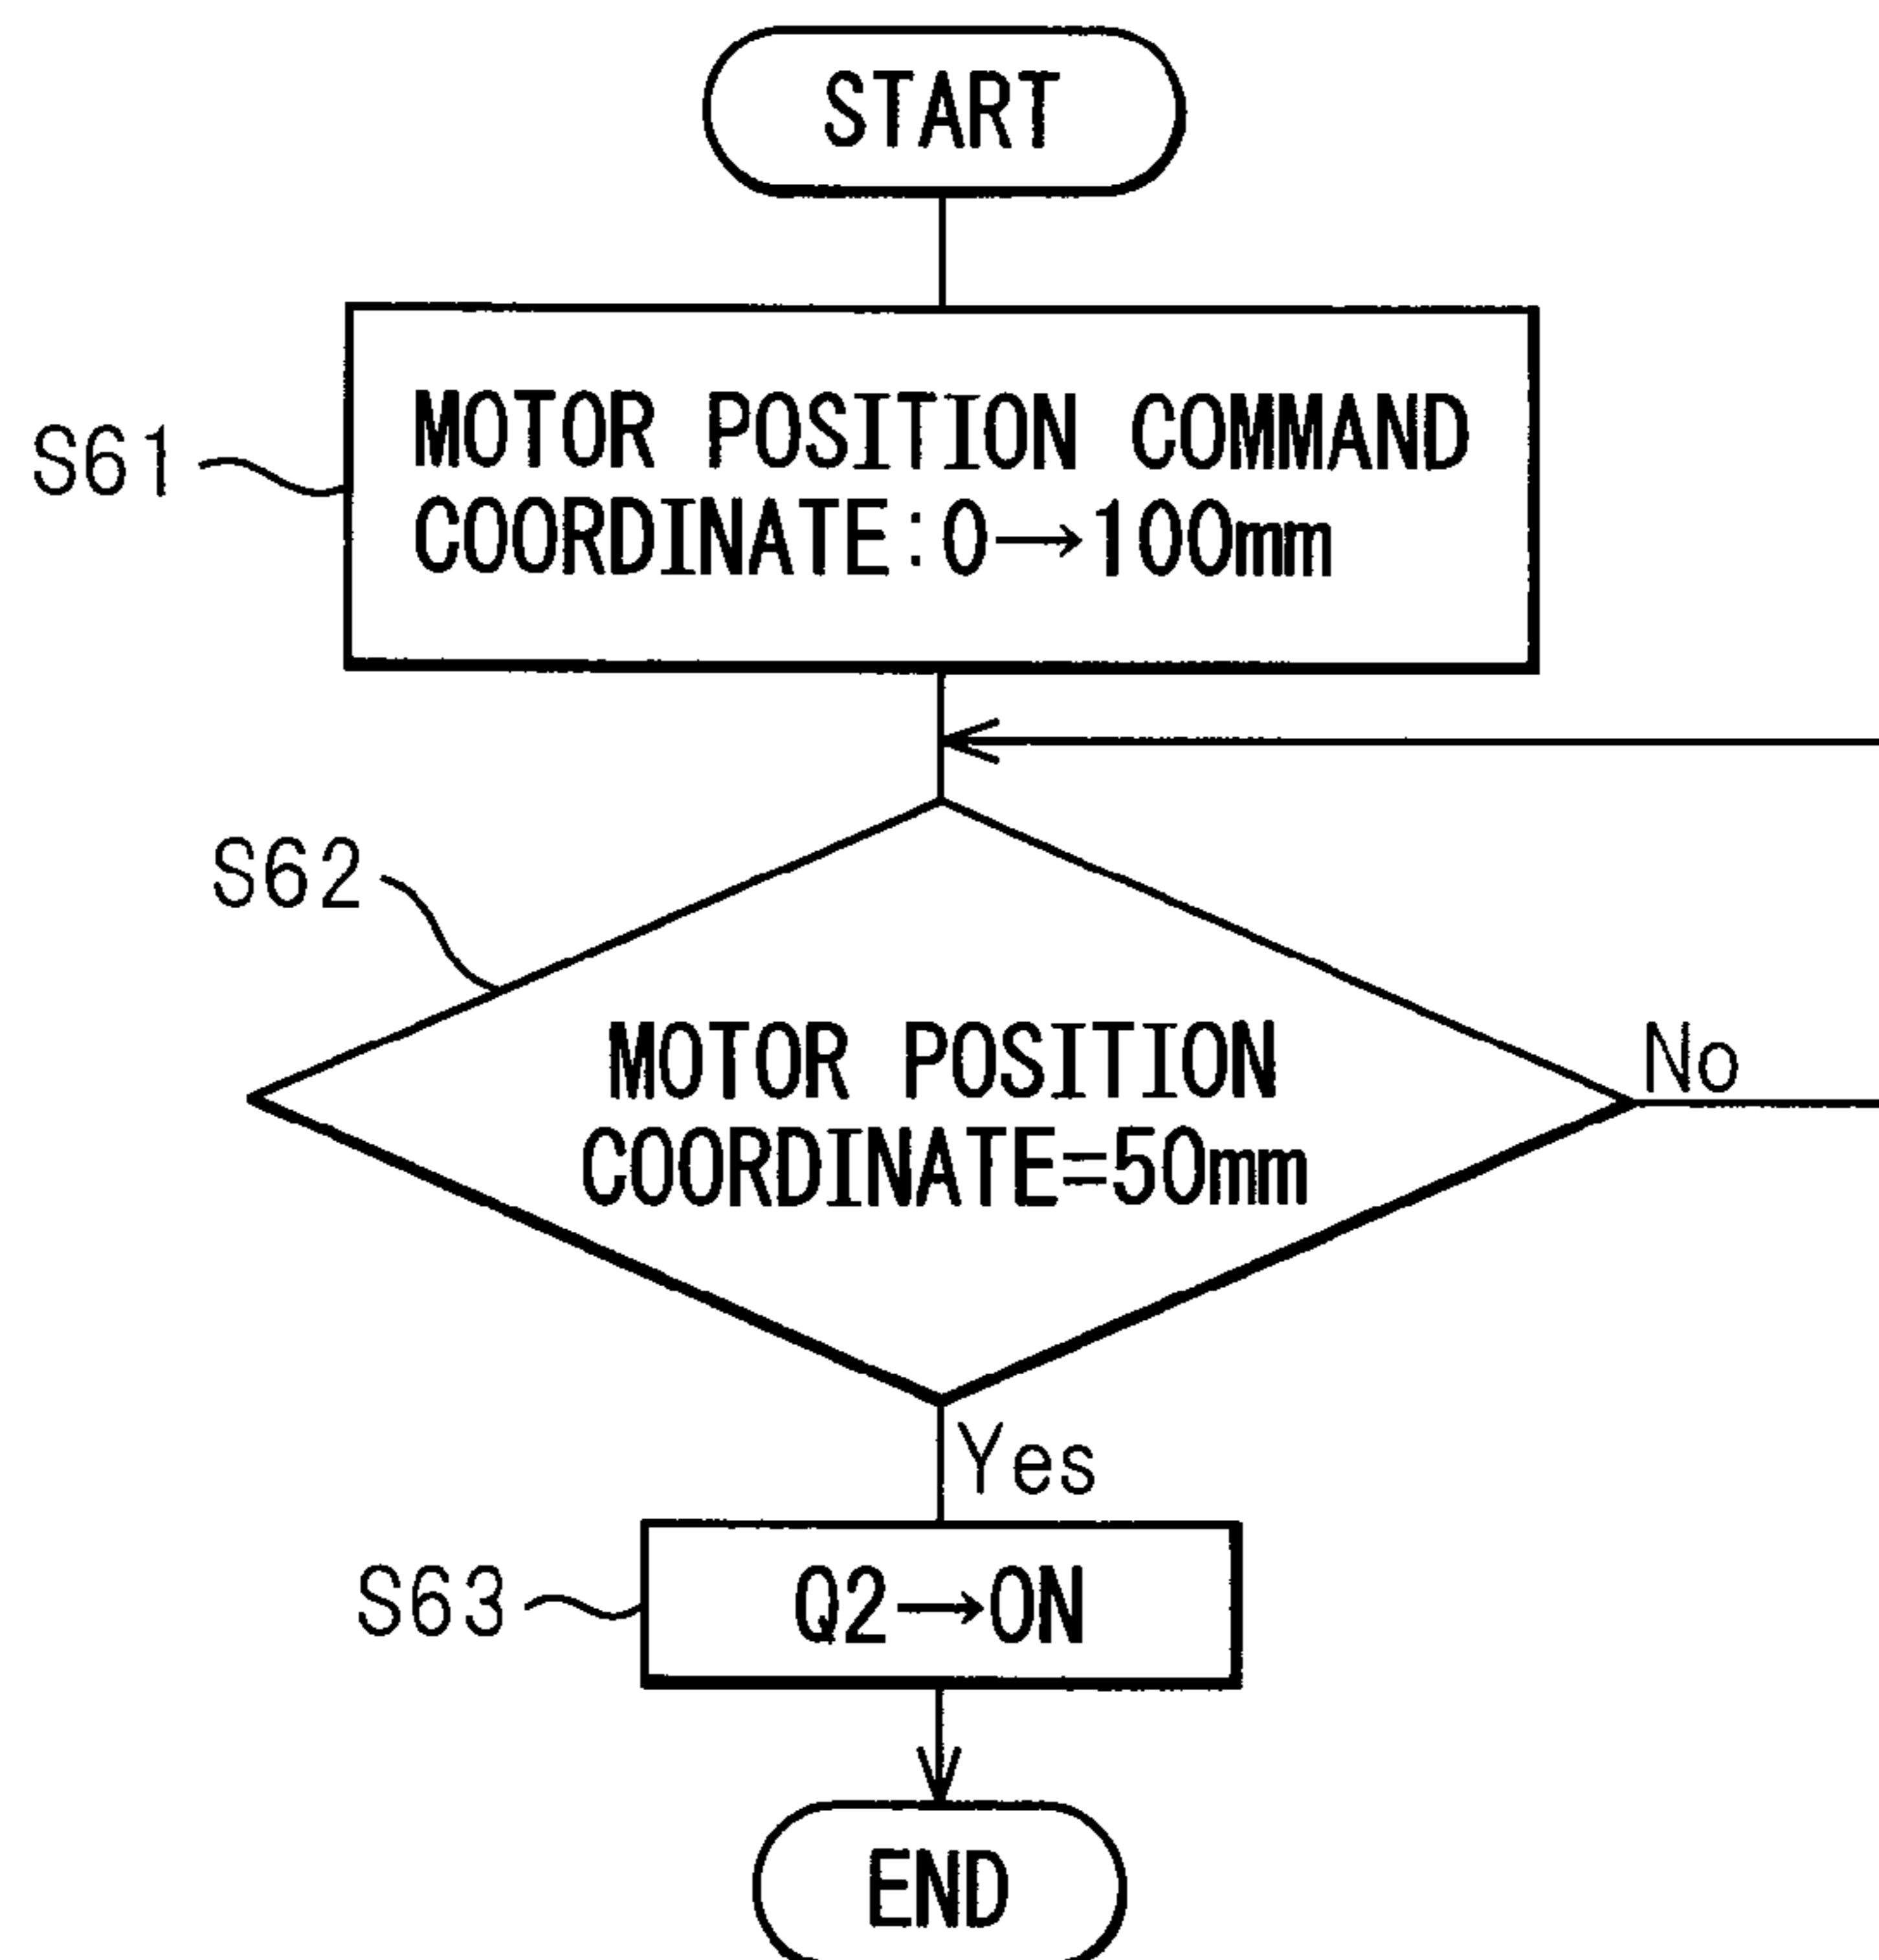 START
S61
MOTOR POSITION COMMAND
COORDINATE:0→100mm
S62
MOTOR POSITION
COORDINATE=50mm
No
Yes
S63
Q2→ON
END